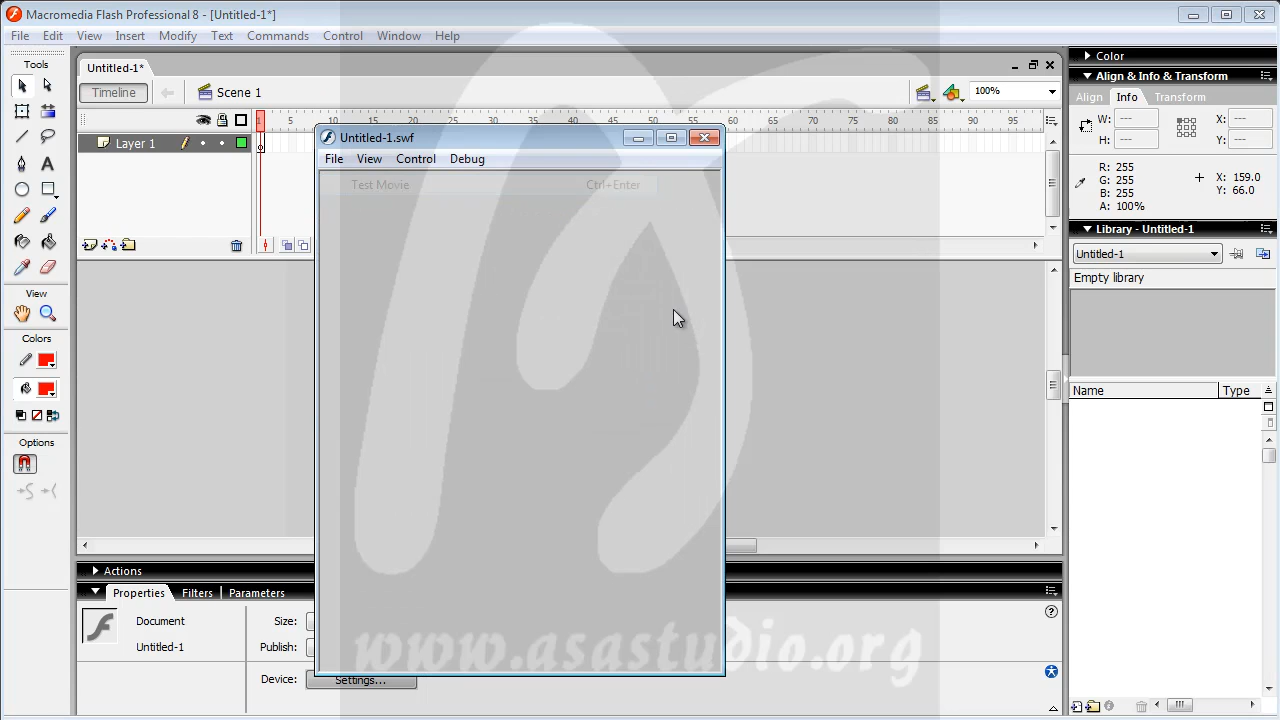 Macromedia Flash Professional 8 - [Untitled-1*]
File Edit View Insert Modify Text Commands Control Window Help
Tools
Untitled-1*
Timeline
Scene 1
100%
5 10 15 20 25 30 35 40 45 50 55 60 65 70 75 80 85 90 95
Layer 1
Untitled-1.swf
File View Control Debug
Test Movie Ctrl+Enter
View
Colors
Options
Color
Align & Info & Transform
Align Info Transform
W: --- X: ---
H: --- Y: ---
R: 255
G: 255
B: 255
A: 100%
X: 159.0
Y: 66.0
Library - Untitled-1
Untitled-1
Empty library
Name Type
Actions
Properties Filters Parameters
Document
Untitled-1
Size:
Publish:
Device:
Settings...
www.asastudio.org